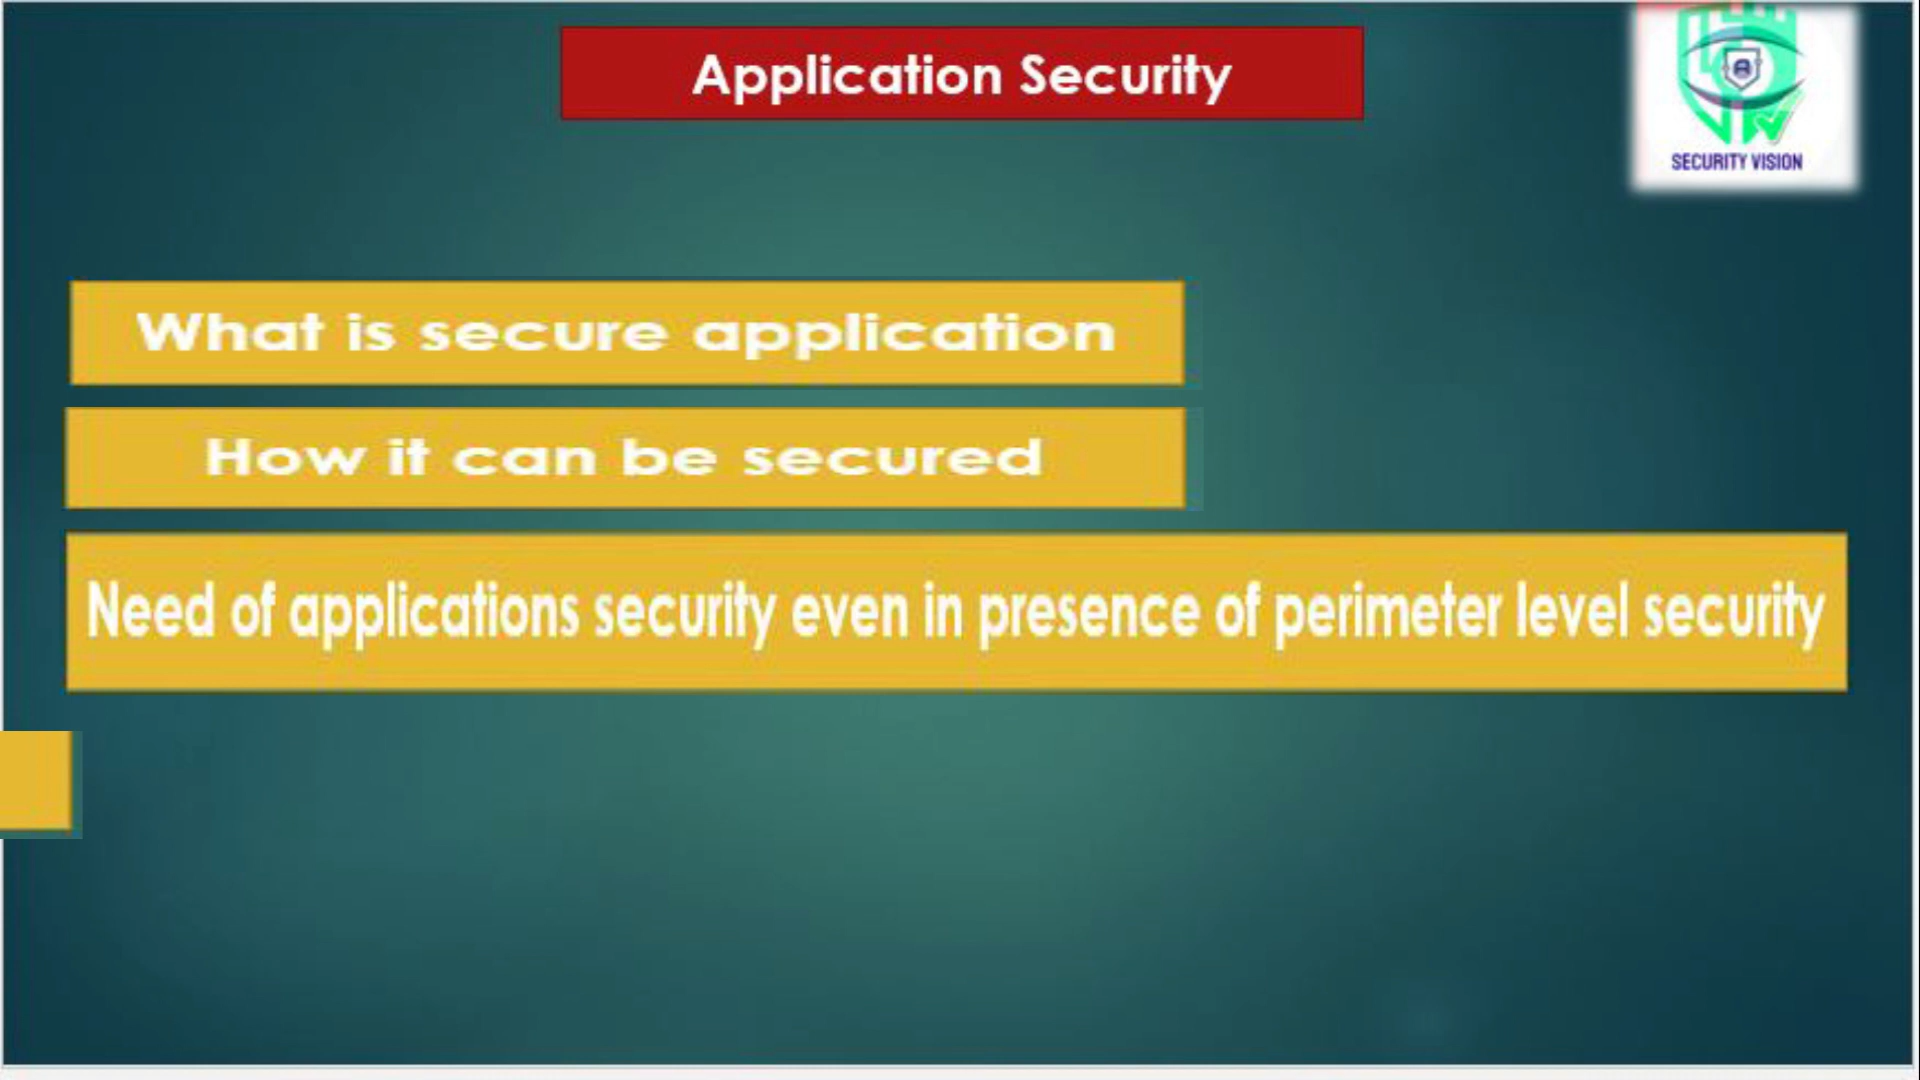 Application Security
SECURITY VISION
What is secure application
How it can be secured
Need of applications security even in presence of perimeter level security